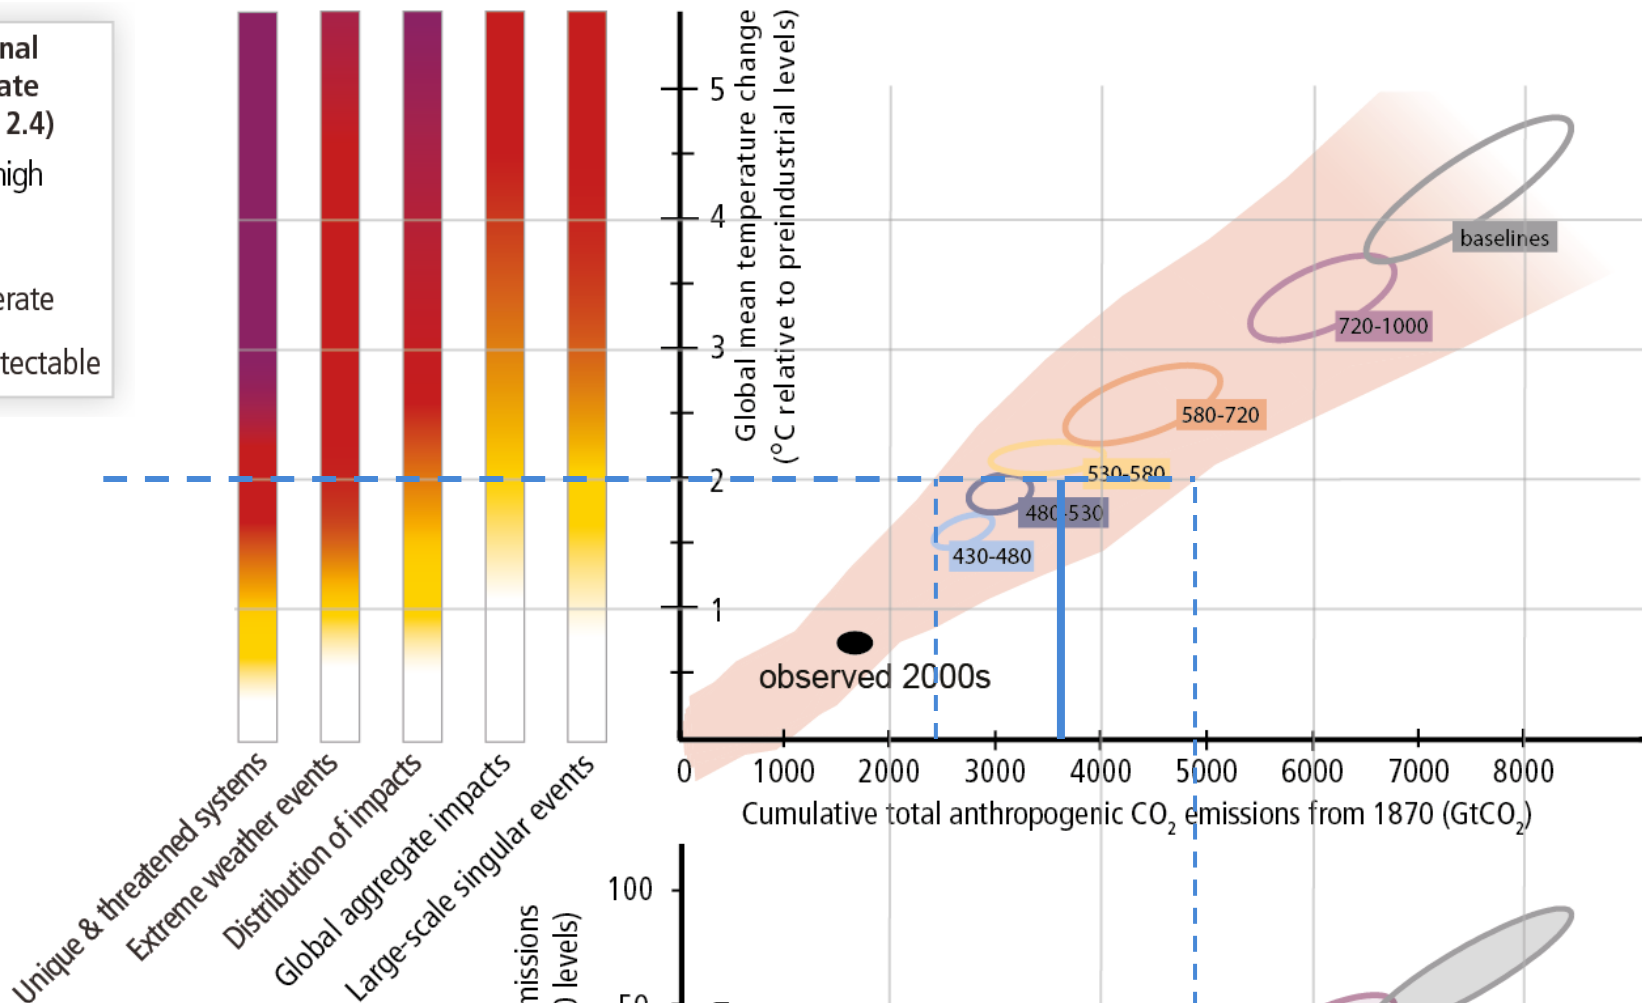 nal
ate
2.4)
high
erate
tectable
Unique & threatened systems
Extreme weather events
Distribution of impacts
Global aggregate impacts
Large-scale singular events
Global mean temperature change
(°C relative to preindustrial levels)
5
4
3
2
1
baselines
720-1000
580-720
530-580
480-530
430-480
observed 2000s
0 1000 2000 3000 4000 5000 6000 7000 8000
Cumulative total anthropogenic CO₂ emissions from 1870 (GtCO₂)
100
50
missions
) levels)